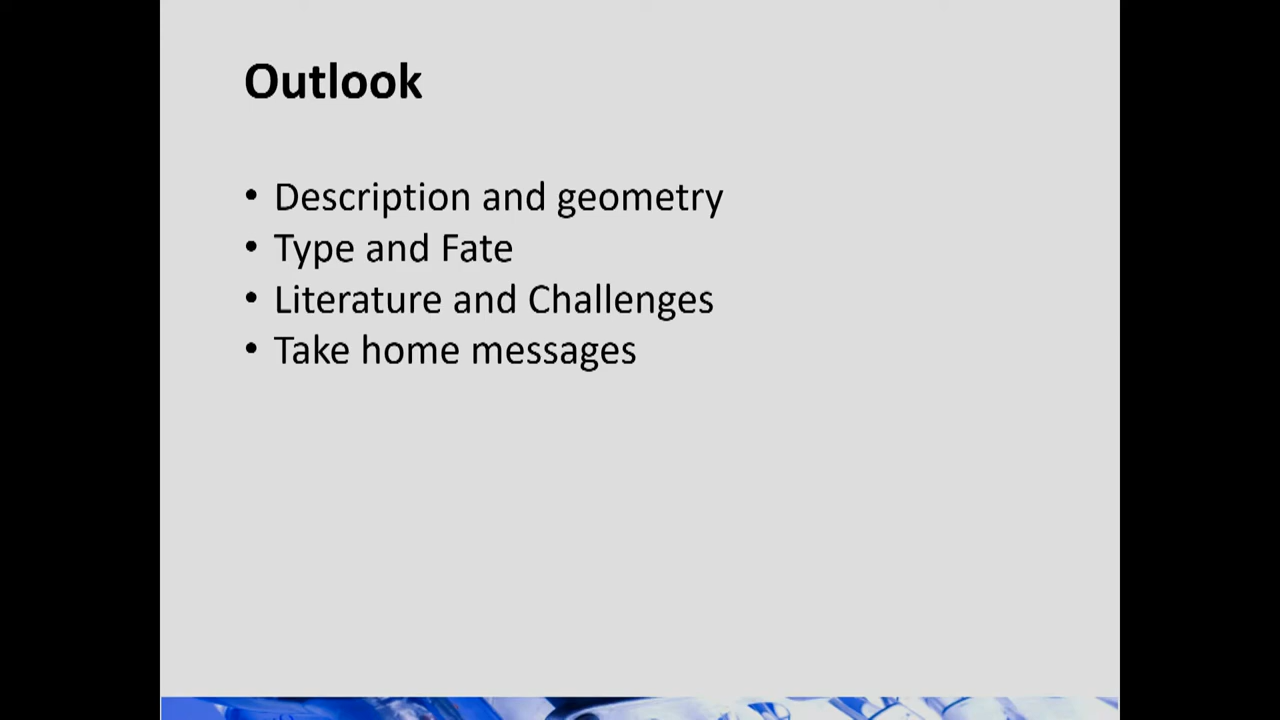 Outlook
• Description and geometry
• Type and Fate
• Literature and Challenges
• Take home messages